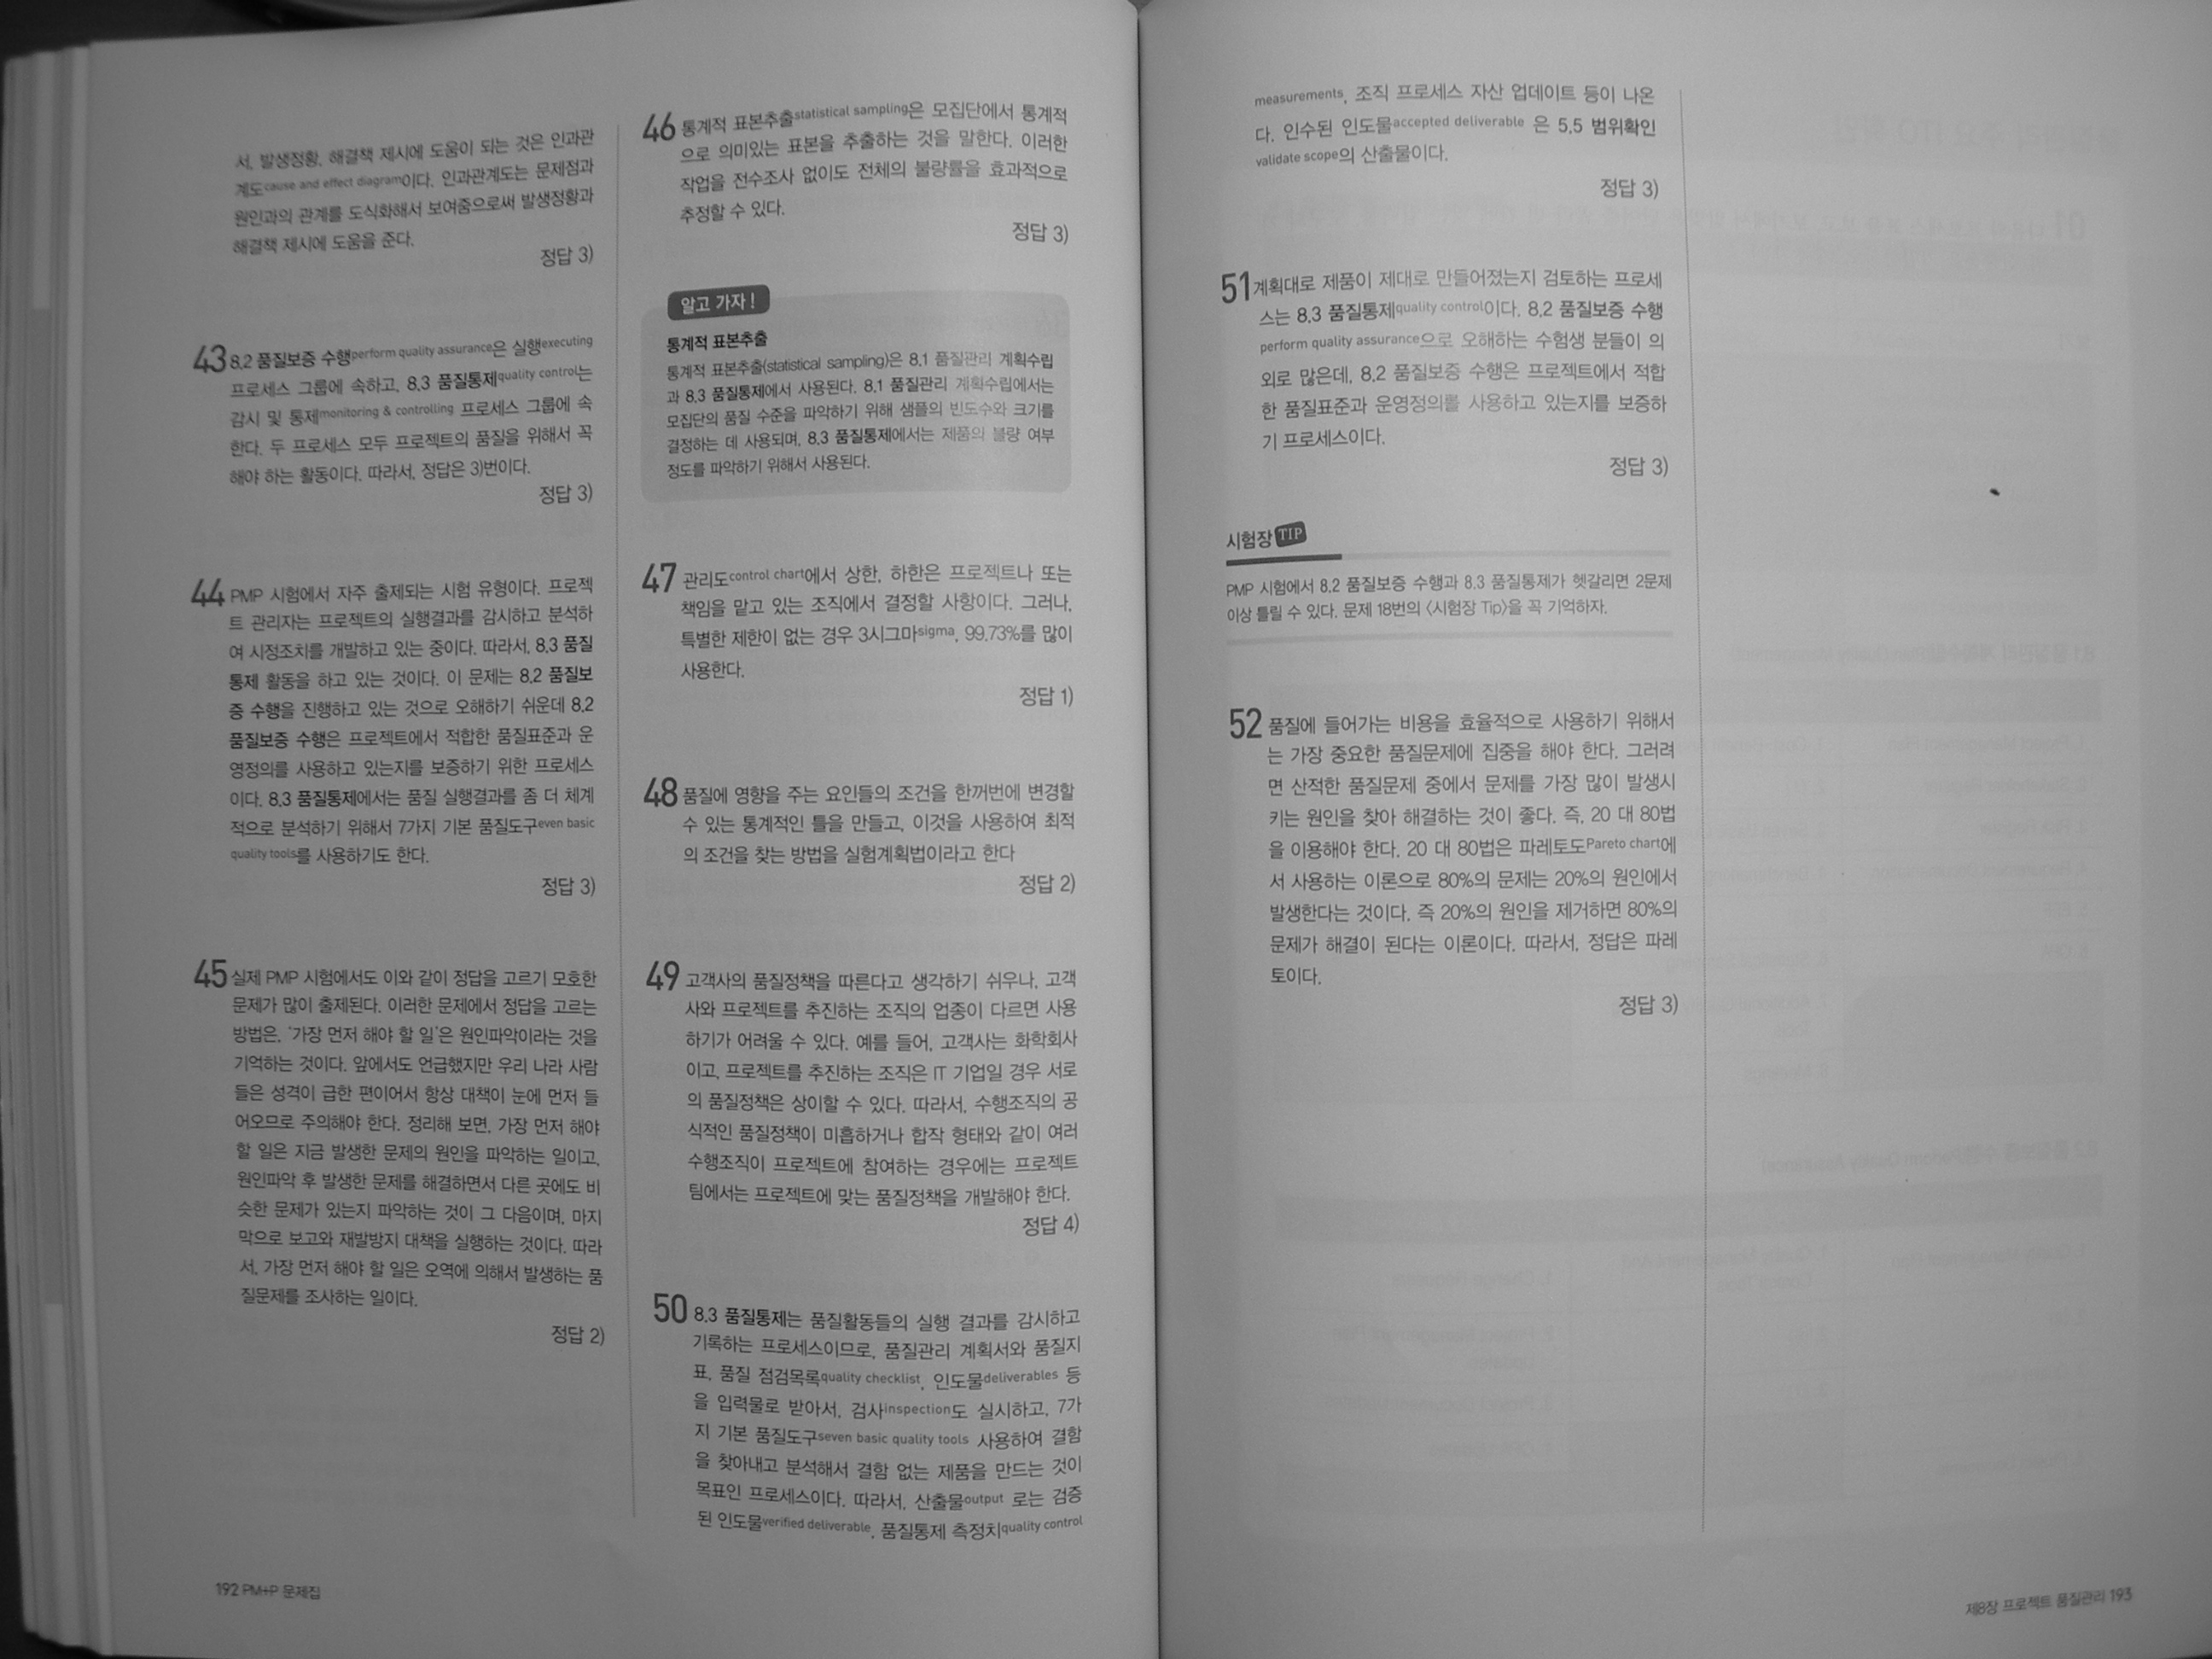 서, 발생정황, 해결책 제시에 도움이 되는 것은 인과관
계도cause and effect diagram이다. 인과관계도는 문제점과
원인과의 관계를 도식화해서 보여줌으로써 발생정황과
해결책 제시에 도움을 준다.
정답 3)
43 8.2 품질보증 수행perform quality assurance은 실행executing
프로세스 그룹에 속하고, 8.3 품질통제quality control는
감시 및 통제monitoring & controlling 프로세스 그룹에 속
한다. 두 프로세스 모두 프로젝트의 품질을 위해서 꼭
해야 하는 활동이다. 따라서, 정답은 3)번이다.
정답 3)
44 PMP 시험에서 자주 출제되는 시험 유형이다. 프로젝
트 관리자는 프로젝트의 실행결과를 감시하고 분석하
여 시정조치를 개발하고 있는 중이다. 따라서, 8.3 품질
통제 활동을 하고 있는 것이다. 이 문제는 8.2 품질보
증 수행을 진행하고 있는 것으로 오해하기 쉬운데 8.2
품질보증 수행은 프로젝트에서 적합한 품질표준과 운
영정의를 사용하고 있는지를 보증하기 위한 프로세스
이다. 8.3 품질통제에서는 품질 실행결과를 좀 더 체계
적으로 분석하기 위해서 7가지 기본 품질도구even basic
quality tools를 사용하기도 한다.
정답 3)
45 실제 PMP 시험에서도 이와 같이 정답을 고르기 모호한
문제가 많이 출제된다. 이러한 문제에서 정답을 고르는
방법은, '가장 먼저 해야 할 일'은 원인파악이라는 것을
기억하는 것이다. 앞에서도 언급했지만 우리 나라 사람
들은 성격이 급한 편이어서 항상 대책이 눈에 먼저 들
어오므로 주의해야 한다. 정리해 보면, 가장 먼저 해야
할 일은 지금 발생한 문제의 원인을 파악하는 일이고,
원인파악 후 발생한 문제를 해결하면서 다른 곳에도 비
슷한 문제가 있는지 파악하는 것이 그 다음이며, 마지
막으로 보고와 재발방지 대책을 실행하는 것이다. 따라
서, 가장 먼저 해야 할 일은 오역에 의해서 발생하는 품
질문제를 조사하는 일이다.
정답 2)
46 통계적 표본추출statistical sampling은 모집단에서 통계적
으로 의미있는 표본을 추출하는 것을 말한다. 이러한
작업을 전수조사 없이도 전체의 불량률을 효과적으로
추정할 수 있다.
정답 3)
알고 가자!
통계적 표본추출
통계적 표본추출(statistical sampling)은 8.1 품질관리 계획수립
과 8.3 품질통제에서 사용된다. 8.1 품질관리 계획수립에서는
모집단의 품질 수준을 파악하기 위해 샘플의 빈도수와 크기를
결정하는 데 사용되며, 8.3 품질통제에서는 제품의 불량 여부
정도를 파악하기 위해서 사용된다.
47 관리도control chart에서 상한, 하한은 프로젝트나 또는
책임을 맡고 있는 조직에서 결정할 사항이다. 그러나,
특별한 제한이 없는 경우 3시그마sigma, 99.73%를 많이
사용한다.
정답 1)
48 품질에 영향을 주는 요인들의 조건을 한꺼번에 변경할
수 있는 통계적인 틀을 만들고, 이것을 사용하여 최적
의 조건을 찾는 방법을 실험계획법이라고 한다
정답 2)
49 고객사의 품질정책을 따른다고 생각하기 쉬우나, 고객
사와 프로젝트를 추진하는 조직의 업종이 다르면 사용
하기가 어려울 수 있다. 예를 들어, 고객사는 화학회사
이고, 프로젝트를 추진하는 조직은 IT 기업일 경우 서로
의 품질정책은 상이할 수 있다. 따라서, 수행조직의 공
식적인 품질정책이 미흡하거나 합작 형태와 같이 여러
수행조직이 프로젝트에 참여하는 경우에는 프로젝트
팀에서는 프로젝트에 맞는 품질정책을 개발해야 한다.
정답 4)
50 8.3 품질통제는 품질활동들의 실행 결과를 감시하고
기록하는 프로세스이므로, 품질관리 계획서와 품질지
표, 품질 점검목록quality checklist, 인도물deliverables 등
을 입력물로 받아서, 검사inspection도 실시하고, 7가
지 기본 품질도구seven basic quality tools 사용하여 결함
을 찾아내고 분석해서 결함 없는 제품을 만드는 것이
목표인 프로세스이다. 따라서, 산출물output 로는 검증
된 인도물verified deliverable, 품질통제 측정치quality control
192 PM+P 문제집
measurements, 조직 프로세스 자산 업데이트 등이 나온
다. 인수된 인도물accepted deliverable 은 5.5 범위확인
validate scope의 산출물이다.
정답 3)
51 계획대로 제품이 제대로 만들어졌는지 검토하는 프로세
스는 8.3 품질통제quality control이다. 8.2 품질보증 수행
perform quality assurance으로 오해하는 수험생 분들이 의
외로 많은데, 8.2 품질보증 수행은 프로젝트에서 적합
한 품질표준과 운영정의를 사용하고 있는지를 보증하
기 프로세스이다.
정답 3)
시험장 TIP
PMP 시험에서 8.2 품질보증 수행과 8.3 품질통제가 헷갈리면 2문제
이상 틀릴 수 있다. 문제 18번의 〈시험장 Tip〉을 꼭 기억하자.
52 품질에 들어가는 비용을 효율적으로 사용하기 위해서
는 가장 중요한 품질문제에 집중을 해야 한다. 그러려
면 산적한 품질문제 중에서 문제를 가장 많이 발생시
키는 원인을 찾아 해결하는 것이 좋다. 즉, 20 대 80법
을 이용해야 한다. 20 대 80법은 파레토도Pareto chart에
서 사용하는 이론으로 80%의 문제는 20%의 원인에서
발생한다는 것이다. 즉 20%의 원인을 제거하면 80%의
문제가 해결이 된다는 이론이다. 따라서, 정답은 파레
토이다.
정답 3)
제8장 프로젝트 품질관리 193